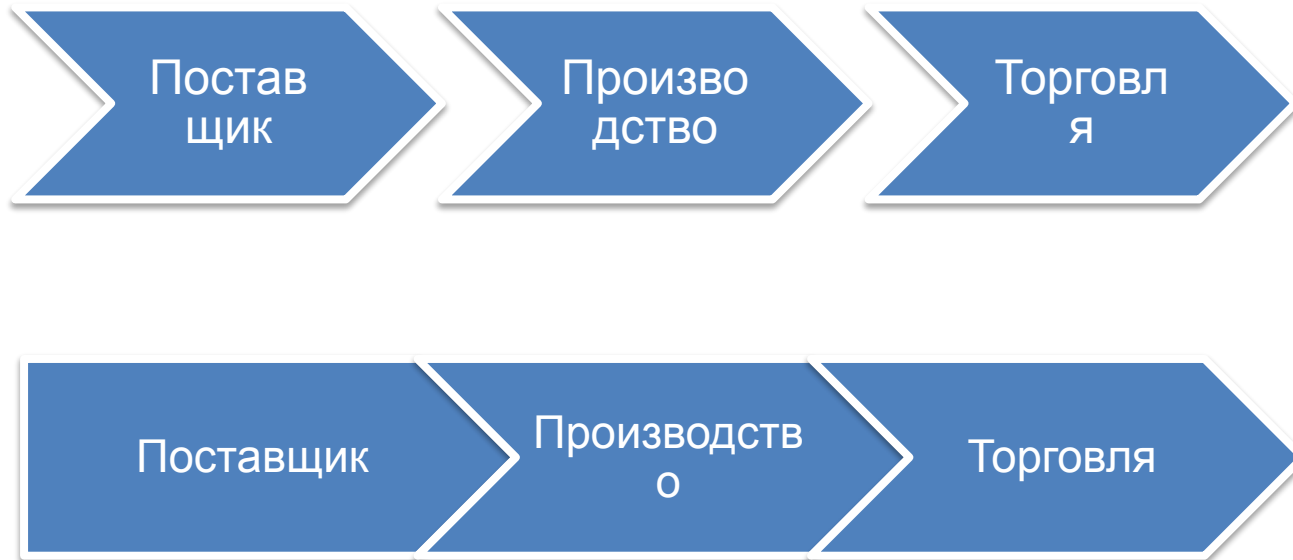 Постав
щик
Произво
дство
Торговл
я
Поставщик
Производств
о
Торговля